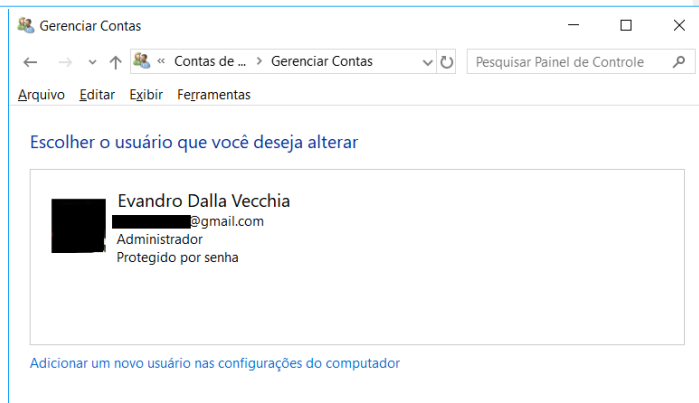 Gerenciar Contas
« Contas de ... > Gerenciar Contas
Pesquisar Painel de Controle
Arquivo Editar Exibir Ferramentas
Escolher o usuário que você deseja alterar
Evandro Dalla Vecchia
@gmail.com
Administrador
Protegido por senha
Adicionar um novo usuário nas configurações do computador